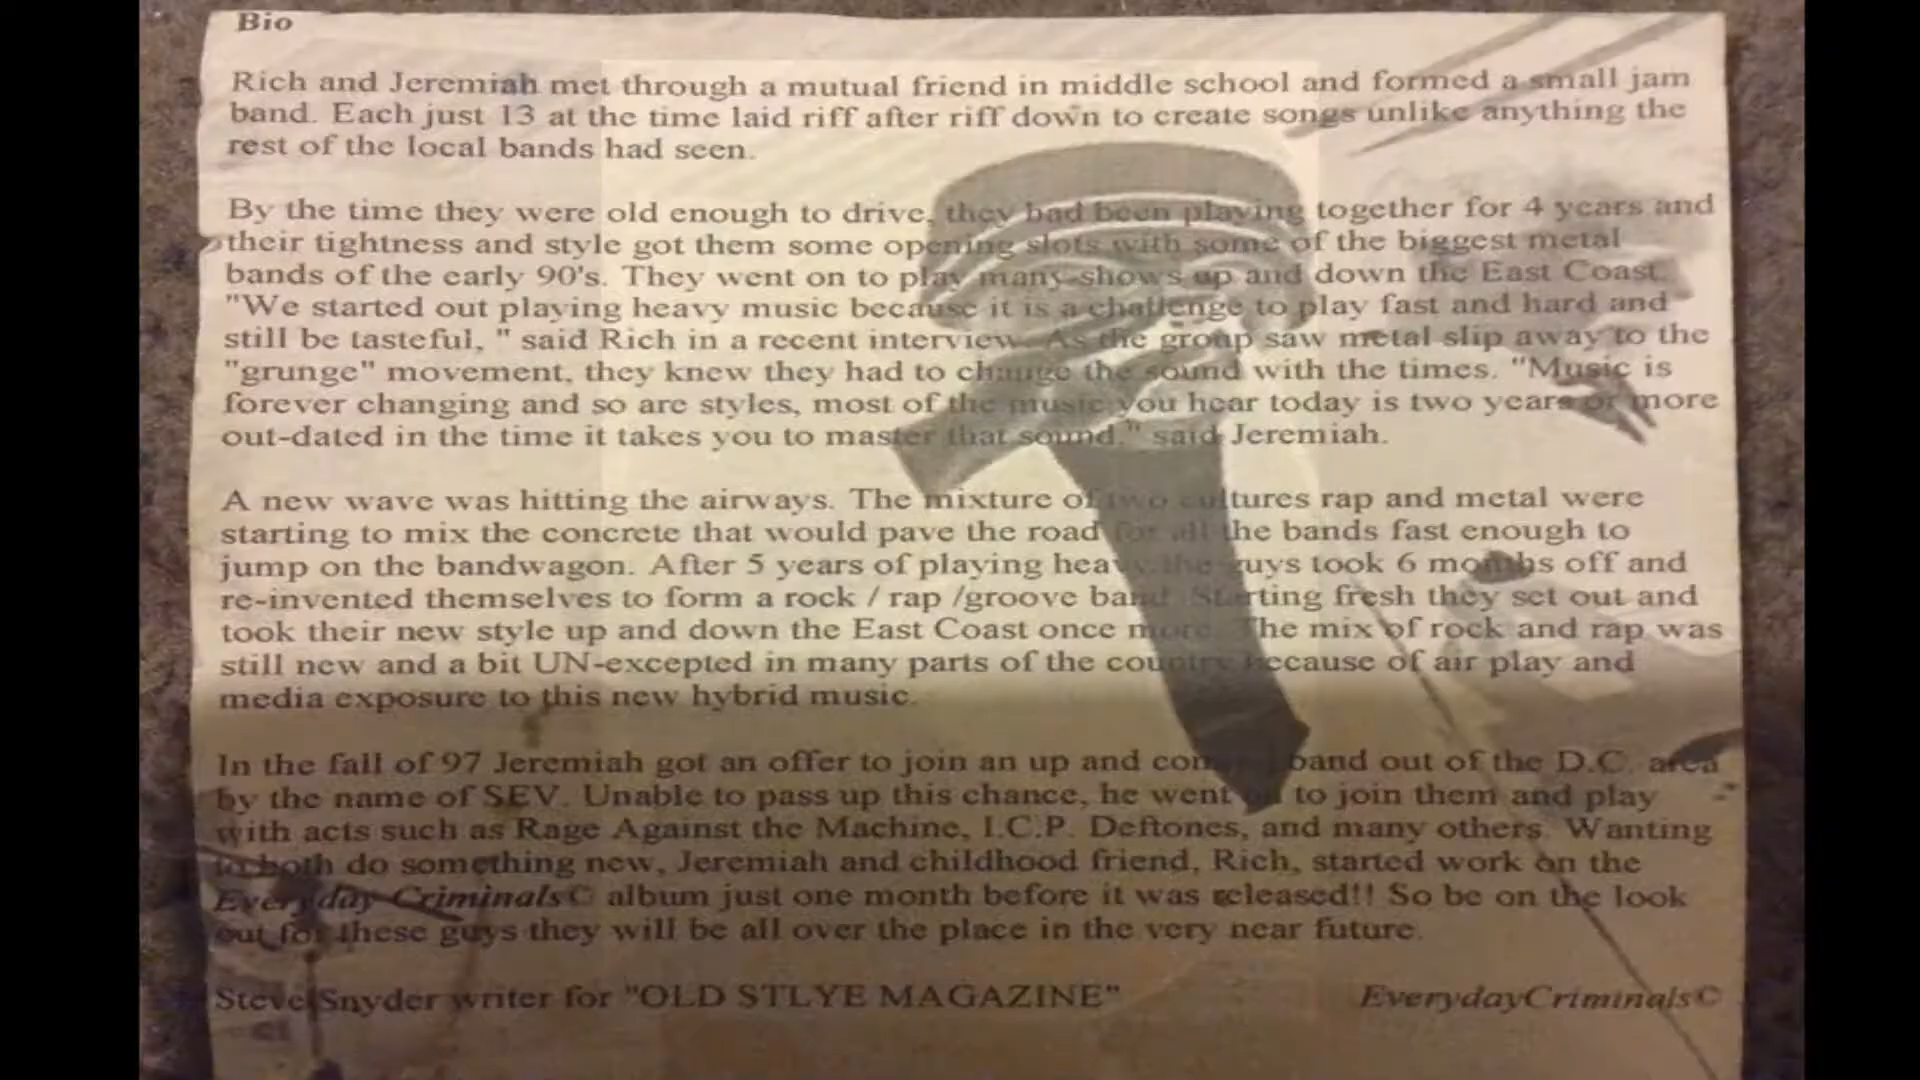 Bio
Rich and Jeremiah met through a mutual friend in middle school and formed a small jam
band. Each just 13 at the time laid riff after riff down to create songs unlike anything the
rest of the local bands had seen.
By the time they were old enough to drive, they had been playing together for 4 years and
their tightness and style got them some opening slots with some of the biggest metal
bands of the early 90's. They went on to play many shows up and down the East Coast.
"We started out playing heavy music because it is a challenge to play fast and hard and
still be tasteful, " said Rich in a recent interview. As the group saw metal slip away to the
"grunge" movement, they knew they had to change the sound with the times. "Music is
forever changing and so are styles, most of the music you hear today is two years or more
out-dated in the time it takes you to master that sound." said Jeremiah.
A new wave was hitting the airways. The mixture of two cultures rap and metal were
starting to mix the concrete that would pave the road for all the bands fast enough to
jump on the bandwagon. After 5 years of playing heavy the guys took 6 months off and
re-invented themselves to form a rock / rap /groove band. Starting fresh they set out and
took their new style up and down the East Coast once more. The mix of rock and rap was
still new and a bit UN-excepted in many parts of the country because of air play and
media exposure to this new hybrid music.
In the fall of 97 Jeremiah got an offer to join an up and coming band out of the D.C. area
by the name of SEV. Unable to pass up this chance, he went on to join them and play
with acts such as Rage Against the Machine, I.C.P. Deftones, and many others. Wanting
to both do something new, Jeremiah and childhood friend, Rich, started work on the
Everyday Criminals© album just one month before it was released!! So be on the look
out for these guys they will be all over the place in the very near future.
Steve Snyder writer for "OLD STLYE MAGAZINE" EverydayCriminals©